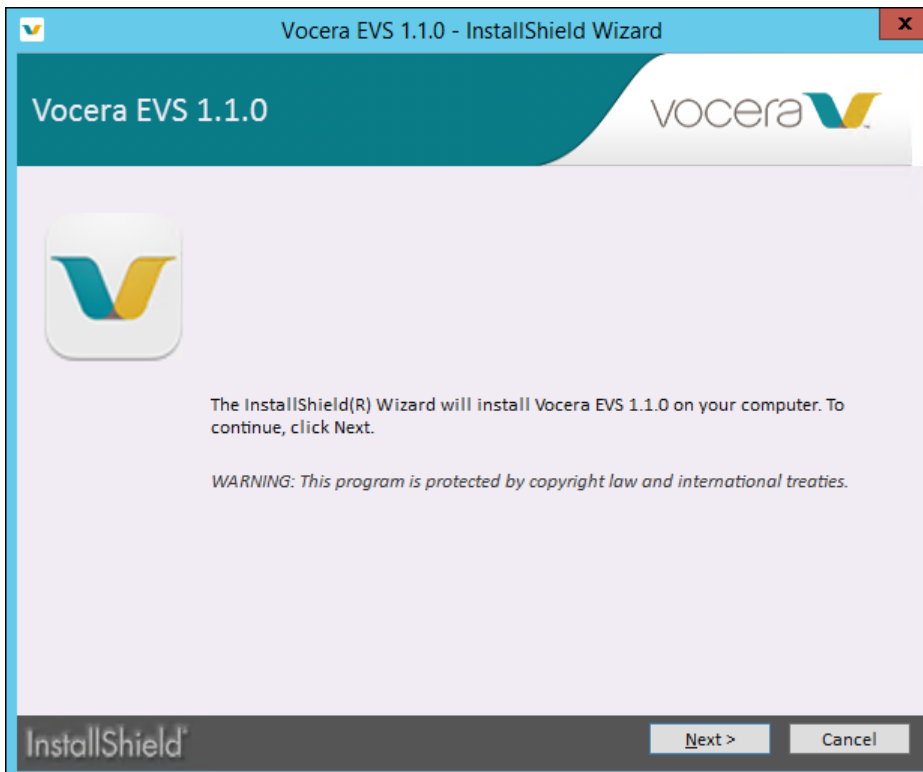 Vocera EVS 1.1.0 - InstallShield Wizard
x
Vocera EVS 1.1.0
vocera
TM
The InstallShield(R) Wizard will install Vocera EVS 1.1.0 on your computer. To
continue, click Next.
WARNING: This program is protected by copyright law and international treaties.
InstallShield®
Next >
Cancel